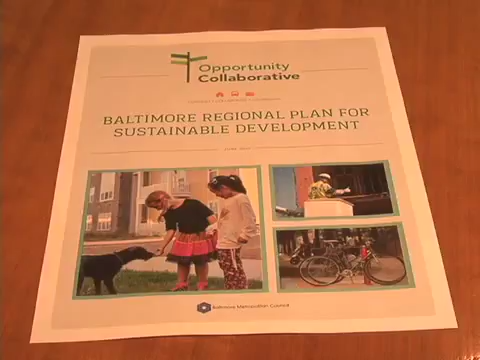 Opportunity
Collaborative
BALTIMORE REGIONAL PLAN FOR
SUSTAINABLE DEVELOPMENT
Baltimore Metropolitan Council